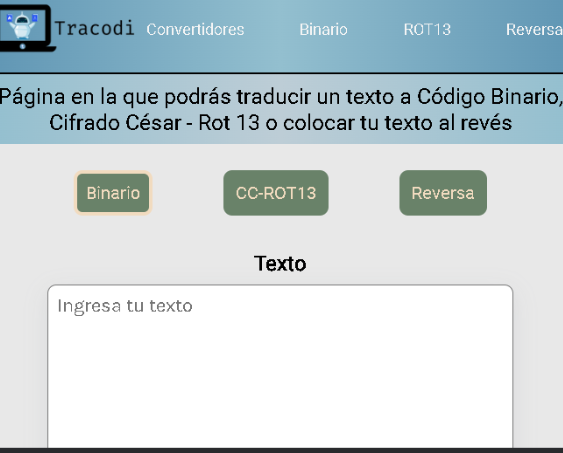 Tracodi Convertidores Binario ROT13 Reversa
Página en la que podrás traducir un texto a Código Binario,
Cifrado César - Rot 13 o colocar tu texto al revés
Binario CC-ROT13 Reversa
Texto
Ingresa tu texto